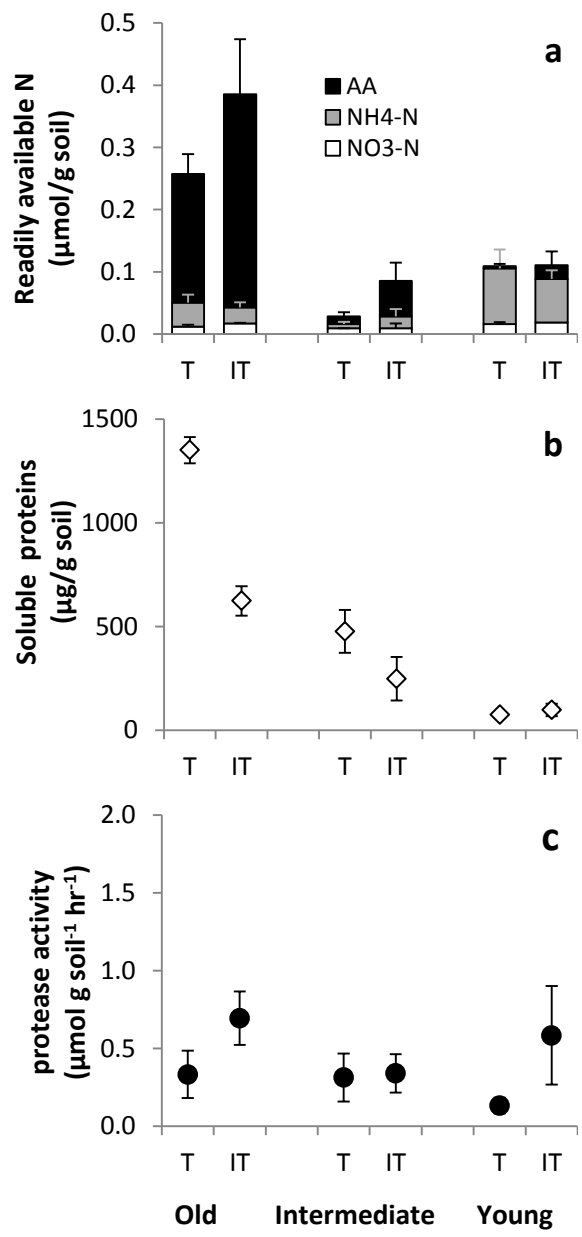 0.5
0.4
0.3
0.2
0.1
0.0
Readily available N
(µmol/g soil)
a
AA
NH4-N
NO3-N
T IT T IT T IT
1500
1000
500
0
Soluble proteins
(µg/g soil)
b
T IT T IT T IT
2.0
1.5
1.0
0.5
0.0
protease activity
(µmol g soil⁻¹ hr⁻¹)
c
T IT T IT T IT
Old Intermediate Young